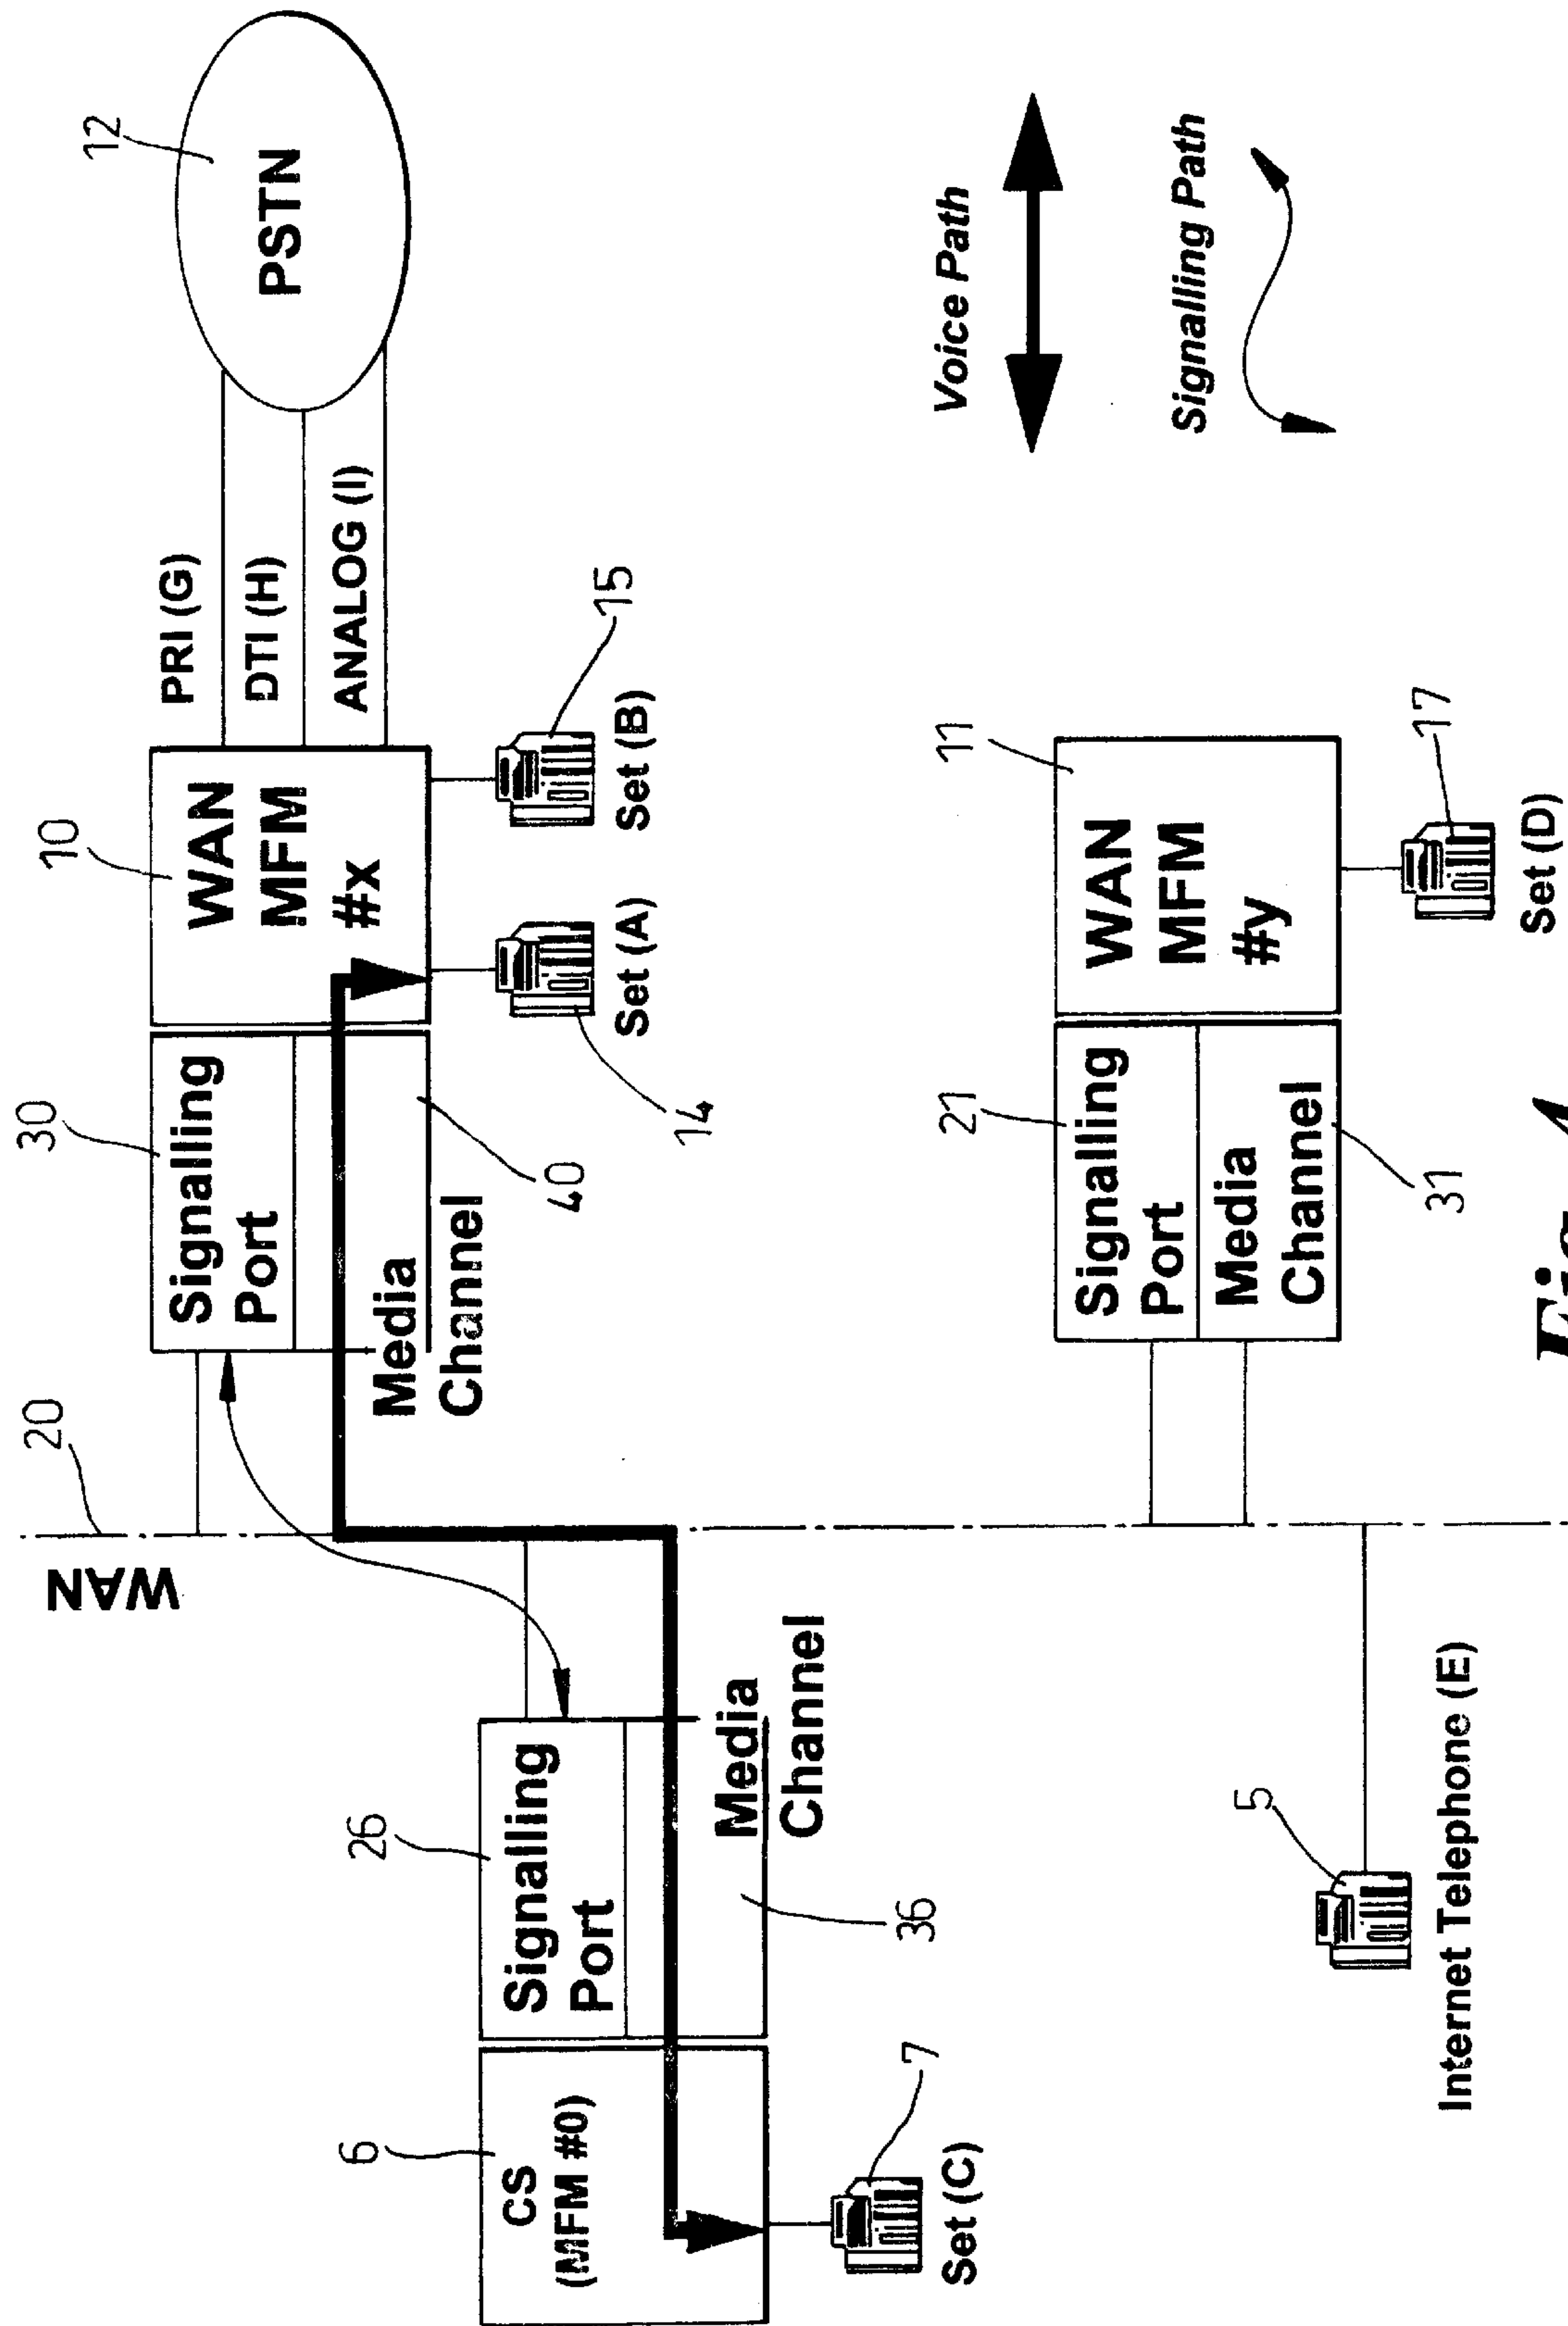 12
PSTN
PRI (G)
DTI (H)
ANALOG (I)
10
WAN
MFM
#x
15
Set (B)
Set (A)
14
30
Signalling
Port
40
Media
Channel
20
WAN
26
Signalling
Port
Media
Channel
36
6
CS
(MFM #0)
7
Set (C)
Voice Path
Signalling Path
11
WAN
MFM
#y
17
Set (D)
21
Signalling
Port
Media
Channel
31
5
Internet Telephone (E)
Fig. 4